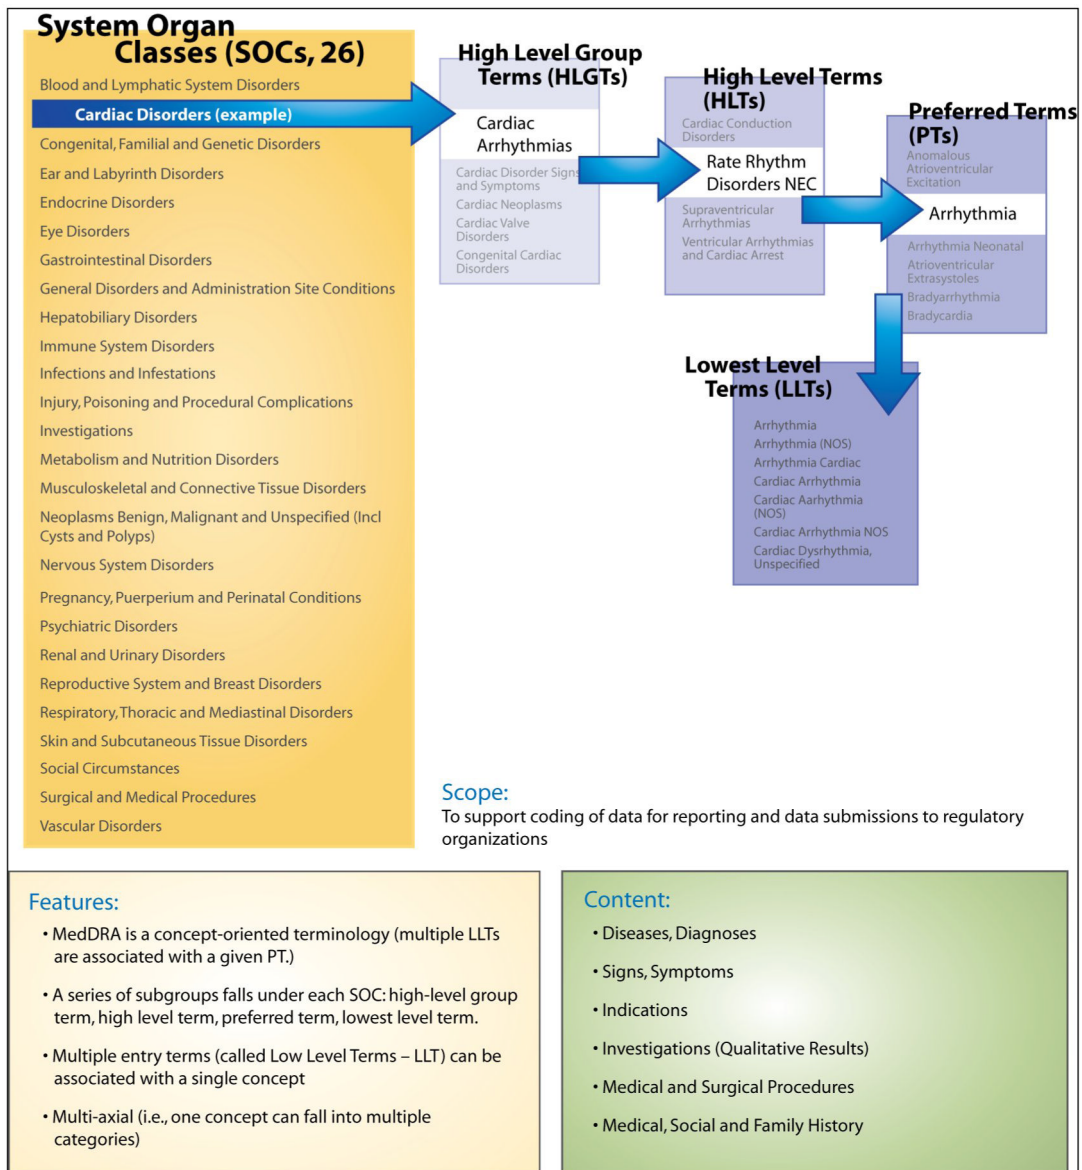 System Organ
Classes (SOCs, 26)
Blood and Lymphatic System Disorders
Cardiac Disorders (example)
Congenital, Familial and Genetic Disorders
Ear and Labyrinth Disorders
Endocrine Disorders
Eye Disorders
Gastrointestinal Disorders
General Disorders and Administration Site Conditions
Hepatobiliary Disorders
Immune System Disorders
Infections and Infestations
Injury, Poisoning and Procedural Complications
Investigations
Metabolism and Nutrition Disorders
Musculoskeletal and Connective Tissue Disorders
Neoplasms Benign, Malignant and Unspecified (Incl
Cysts and Polyps)
Nervous System Disorders
Pregnancy, Puerperium and Perinatal Conditions
Psychiatric Disorders
Renal and Urinary Disorders
Reproductive System and Breast Disorders
Respiratory, Thoracic and Mediastinal Disorders
Skin and Subcutaneous Tissue Disorders
Social Circumstances
Surgical and Medical Procedures
Vascular Disorders
High Level Group
Terms (HLGTs)
Cardiac
Arrhythmias
Cardiac Disorder Signs
and Symptoms
Cardiac Neoplasms
Cardiac Valve
Disorders
Congenital Cardiac
Disorders
High Level Terms
(HLTs)
Cardiac Conduction
Disorders
Rate Rhythm
Disorders NEC
Supraventricular
Arrhythmias
Ventricular Arrhythmias
and Cardiac Arrest
Preferred Terms
(PTs)
Anomalous
Atrioventricular
Excitation
Arrhythmia
Arrhythmia Neonatal
Atrioventricular
Extrasystoles
Bradyarrhythmia
Bradycardia
Lowest Level
Terms (LLTs)
Arrhythmia
Arrhythmia (NOS)
Arrhythmia Cardiac
Cardiac Arrhythmia
Cardiac Aarhythmia
(NOS)
Cardiac Arrhythmia NOS
Cardiac Dysrhythmia,
Unspecified
Scope:
To support coding of data for reporting and data submissions to regulatory
organizations
Features:
• MedDRA is a concept-oriented terminology (multiple LLTs
are associated with a given PT.)
• A series of subgroups falls under each SOC: high-level group
term, high level term, preferred term, lowest level term.
• Multiple entry terms (called Low Level Terms – LLT) can be
associated with a single concept
• Multi-axial (i.e., one concept can fall into multiple
categories)
Content:
• Diseases, Diagnoses
• Signs, Symptoms
• Indications
• Investigations (Qualitative Results)
• Medical and Surgical Procedures
• Medical, Social and Family History